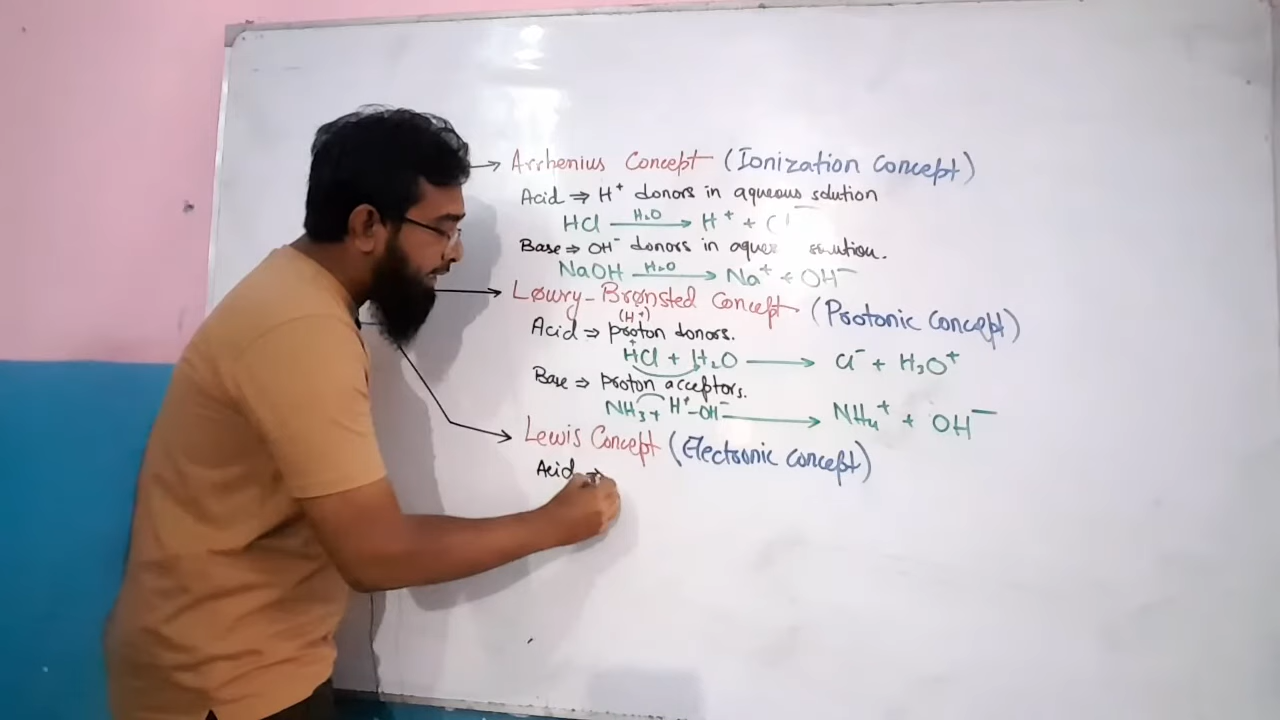 Arrhenius Concept (Ionization Concept)
Acid ⇒ H⁺ donors in aqueous solution
HCl —H₂O→ H⁺ + Cl⁻
Base ⇒ OH⁻ donors in solution.
NaOH —H₂O→ Na⁺ + OH⁻
Lowry-Brønsted Concept (Protonic Concept)
(H⁺)
Acid ⇒ proton donors.
H⁺Cl + H₂O → Cl⁻ + H₃O⁺
Base ⇒ proton acceptors.
NH₃ + H⁺-OH⁻ → NH₄⁺ + OH⁻
Lewis Concept (Electronic Concept)
Acid ⇒